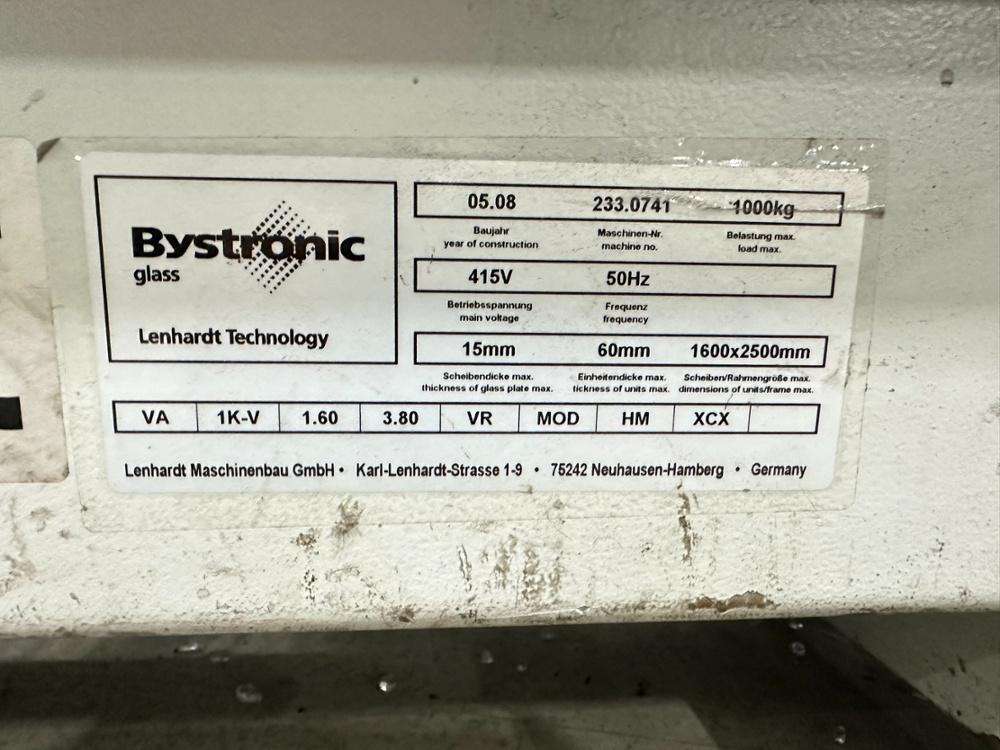 Bystronic
glass
Lenhardt Technology
05.08 233.0741 1000kg
Baujahr Maschinen-Nr. Belastung max.
year of construction machine no. load max.
415V 50Hz
Betriebsspannung Frequenz
main voltage frequency
15mm 60mm 1600x2500mm
Scheibendicke max. Einheitendicke max. Scheiben/Rahmengröße max.
thickness of glass plate max. tickness of units max. dimensions of units/frame max.
VA 1K-V 1.60 3.80 VR MOD HM XCX
Lenhardt Maschinenbau GmbH • Karl-Lenhardt-Strasse 1-9 • 75242 Neuhausen-Hamberg • Germany